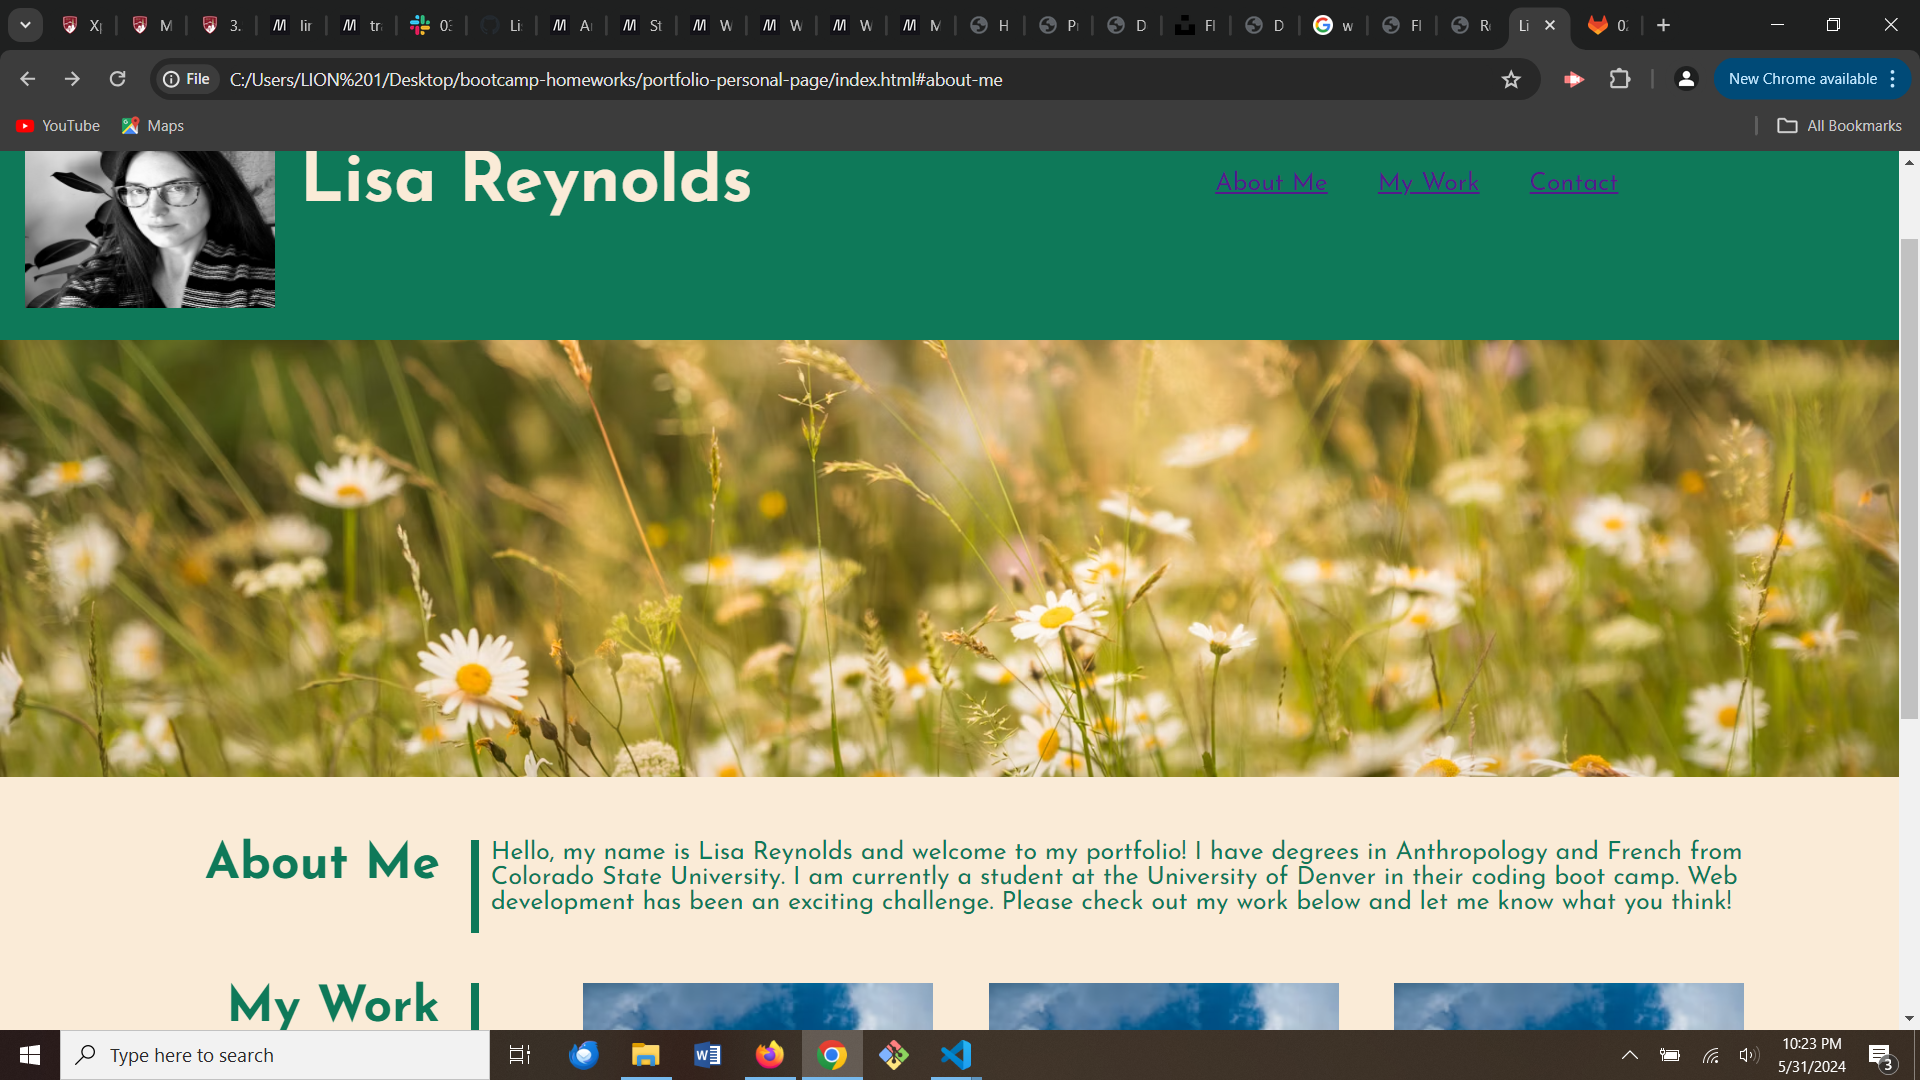 X
M
3.
lir
tr
03
Li
A
St
W
W
W
M
H
P
D
Fl
D
w
Fl
R
Li
02
File
C:/Users/LION%201/Desktop/bootcamp-homeworks/portfolio-personal-page/index.html#about-me
New Chrome available
YouTube
Maps
All Bookmarks
Lisa Reynolds
About Me
My Work
Contact
About Me
Hello, my name is Lisa Reynolds and welcome to my portfolio! I have degrees in Anthropology and French from
Colorado State University. I am currently a student at the University of Denver in their coding boot camp. Web
development has been an exciting challenge. Please check out my work below and let me know what you think!
My Work
Type here to search
10:23 PM
5/31/2024
3